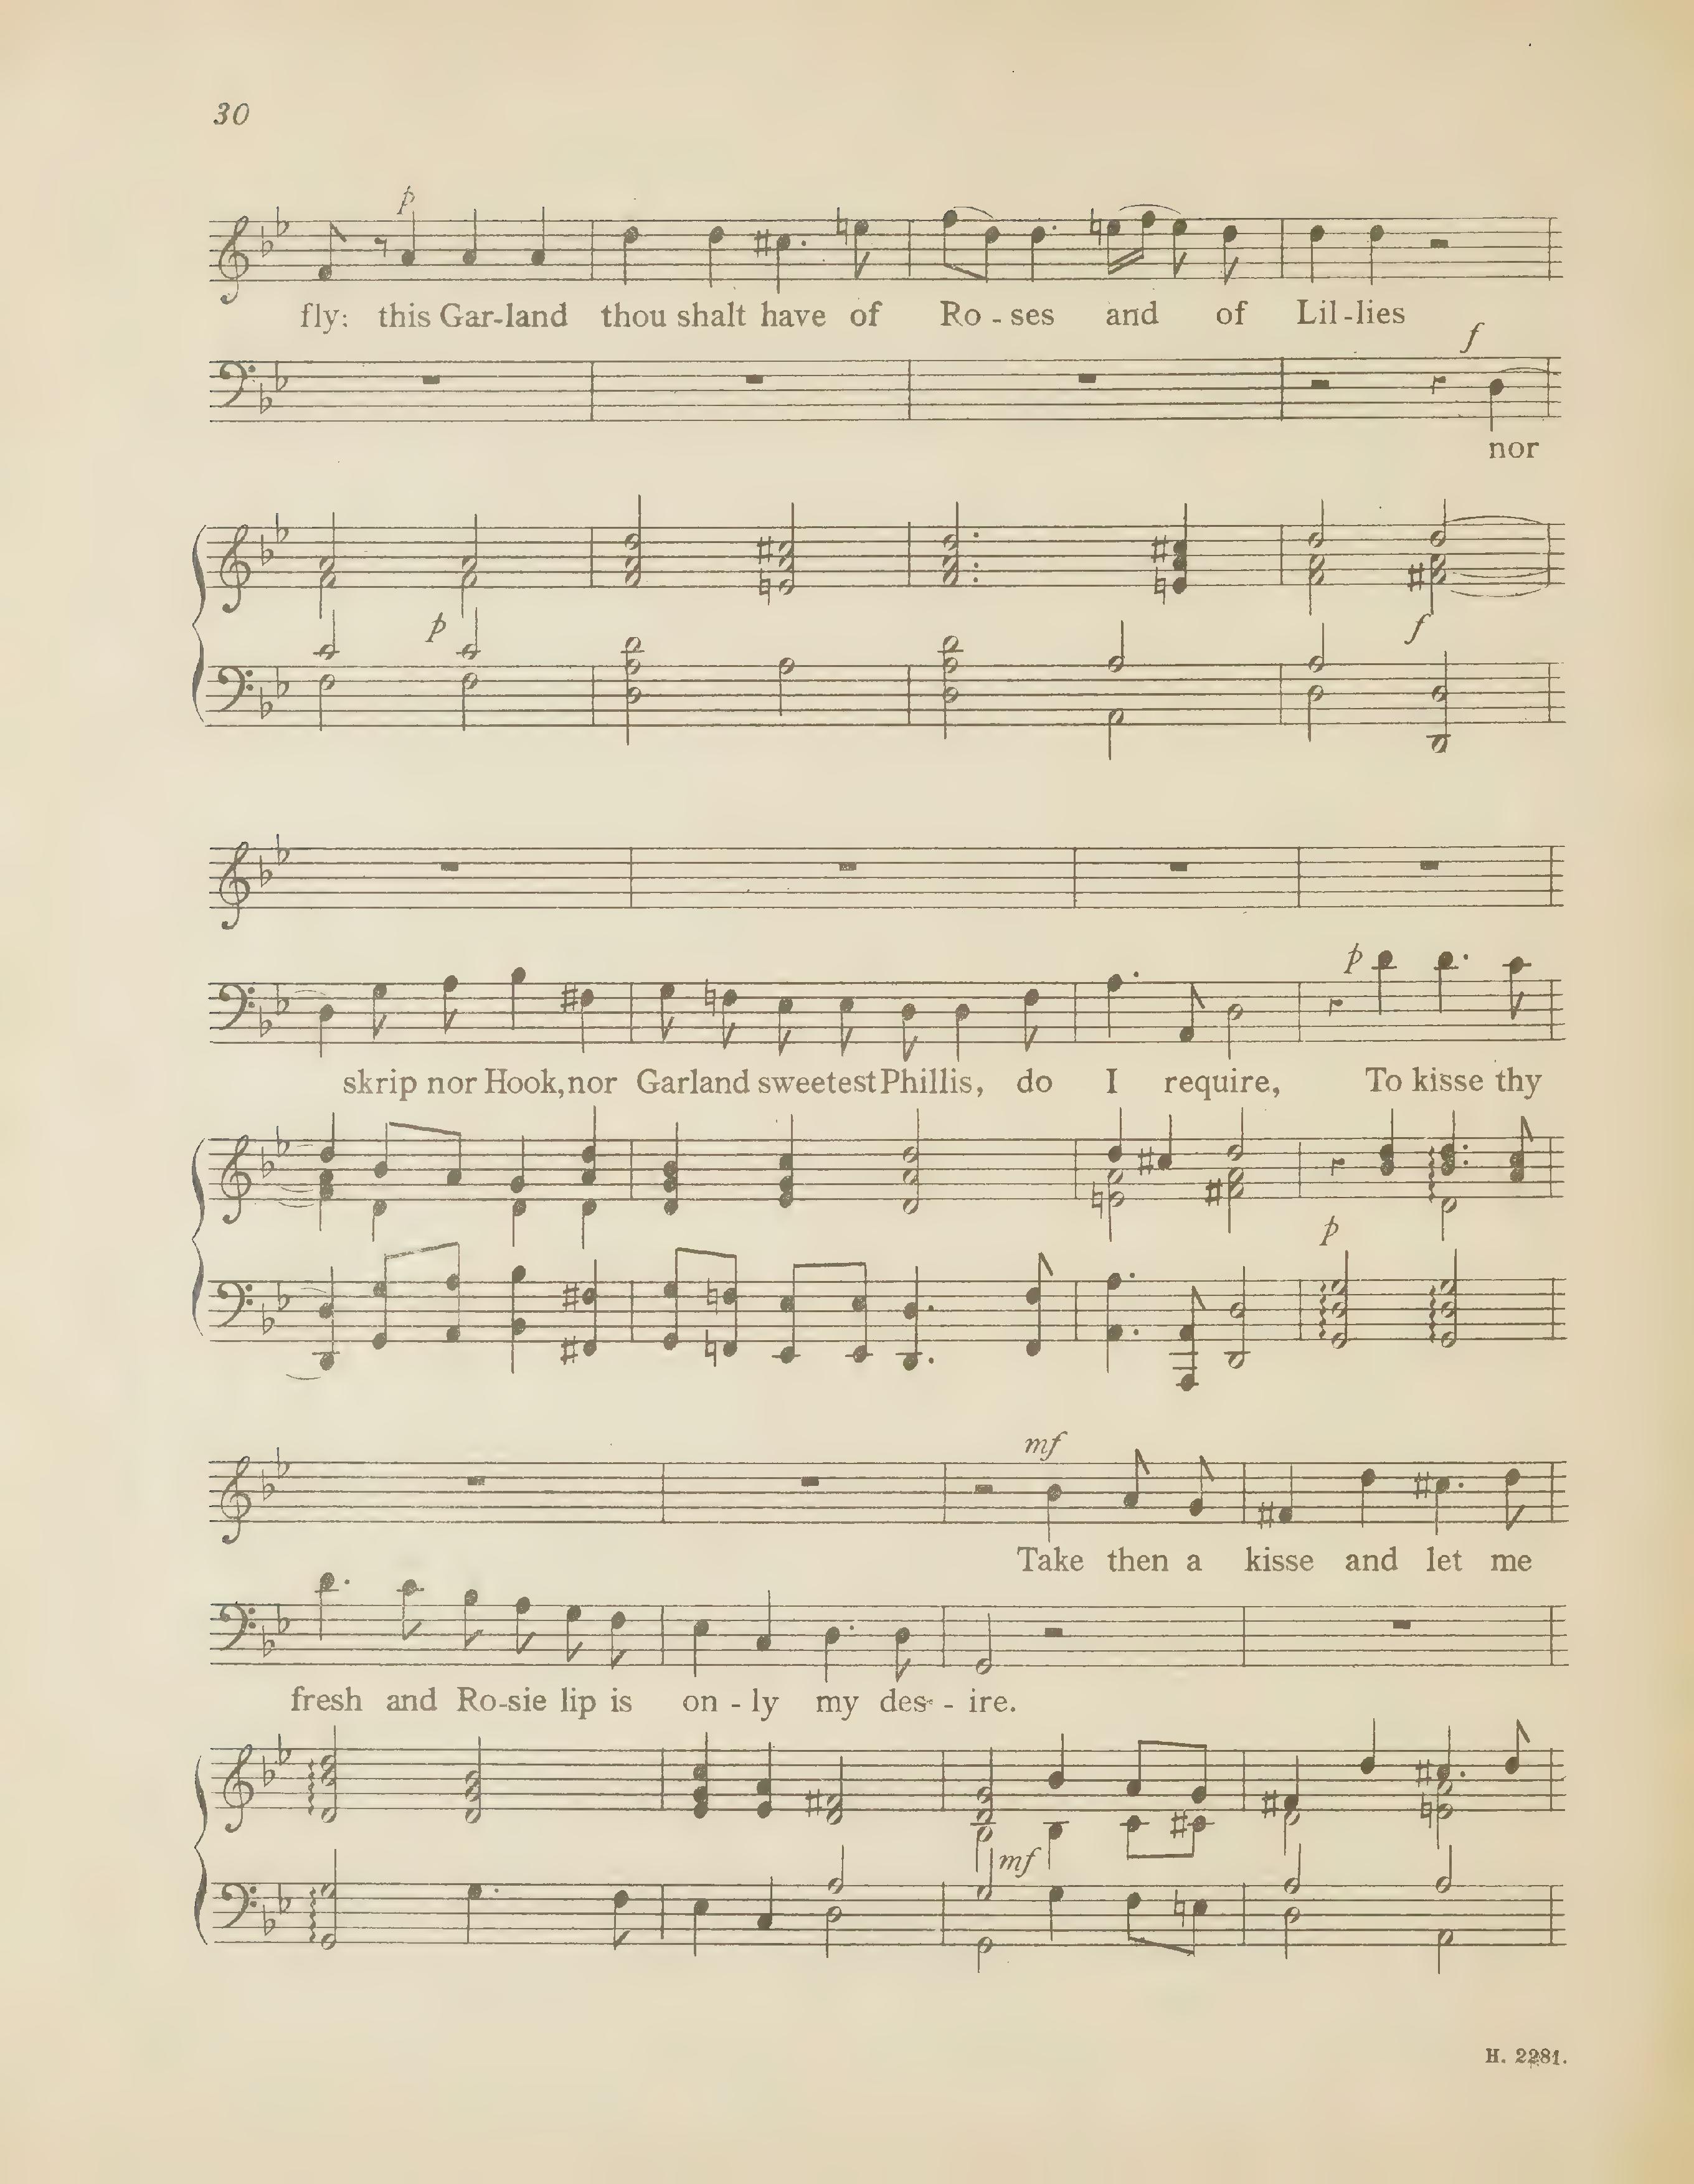 30
p
fly: this Gar-land thou shalt have of Ro - ses and of Lil-lies
f
nor
p
f
p
skrip nor Hook, nor Garland sweetest Phillis, do I require, To kisse thy
p
mf
Take then a kisse and let me
fresh and Ro-sie lip is on - ly my des - ire.
mf
H. 2281.